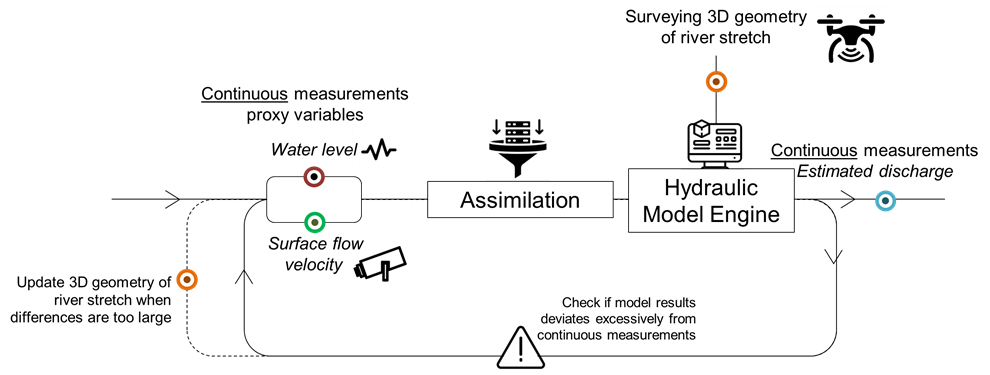 Surveying 3D geometry
of river stretch
Continuous measurements
proxy variables
Water level
Continuous measurements
Estimated discharge
Assimilation
Hydraulic
Model Engine
Surface flow
velocity
Update 3D geometry of
river stretch when
differences are too large
Check if model results
deviates excessively from
continuous measurements